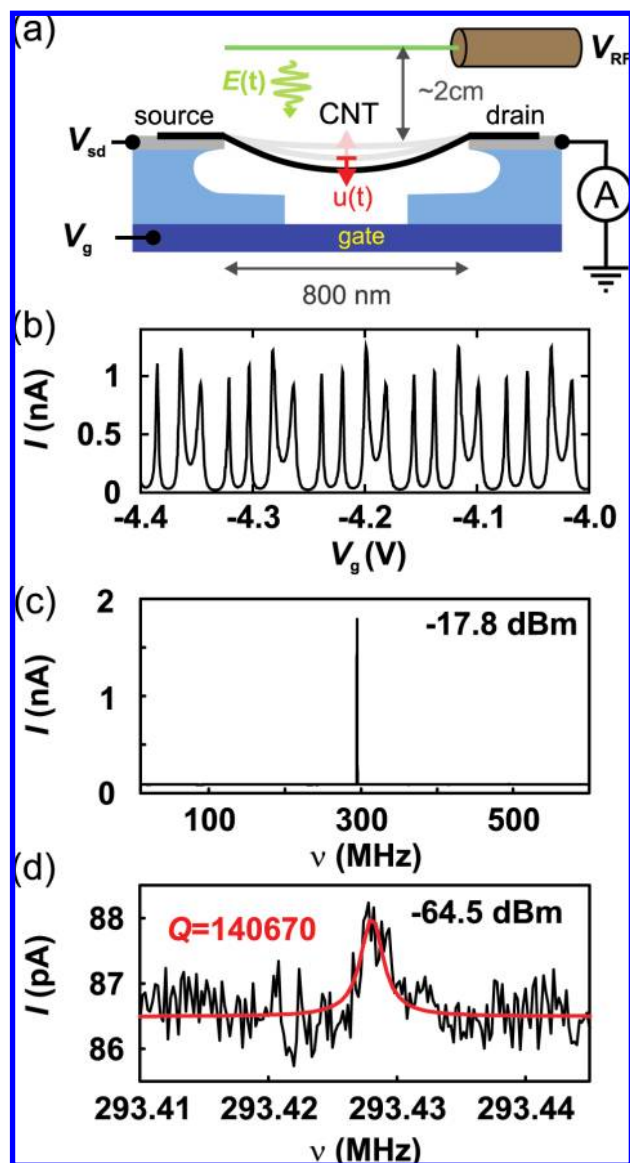 (a)
V_RF
E(t)
~2cm
source
CNT
drain
V_sd
A
u(t)
V_g
gate
800 nm
(b)
I (nA)
1
0.5
0
-4.4
-4.3
-4.2
-4.1
-4.0
V_g (V)
(c)
I (nA)
2
1
0
-17.8 dBm
100
300
500
ν (MHz)
(d)
I (pA)
88
87
86
Q=140670
-64.5 dBm
293.41
293.42
293.43
293.44
ν (MHz)